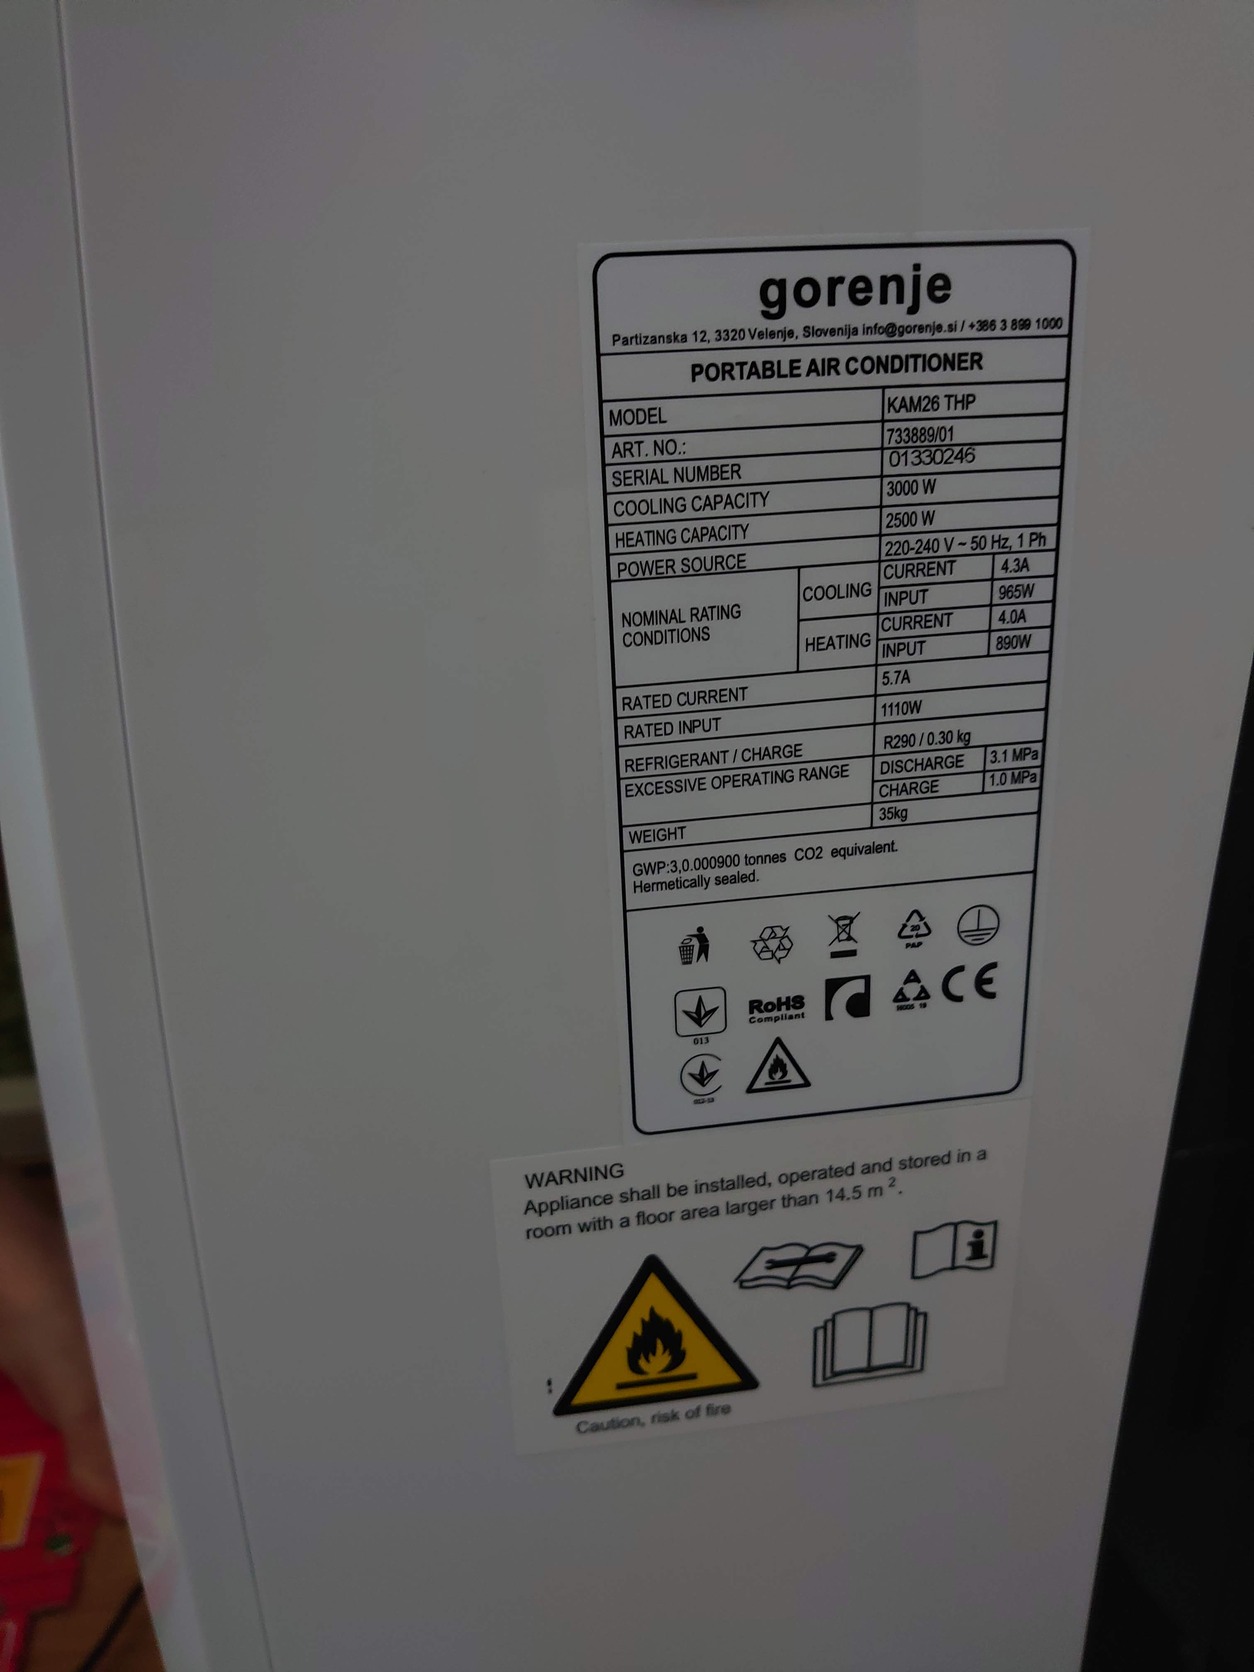 gorenje
Partizanska 12, 3320 Velenje, Slovenija info@gorenje.si / +386 3 899 1000
PORTABLE AIR CONDITIONER
MODEL KAM26 THP
ART. NO.: 733889/01
SERIAL NUMBER 01330246
COOLING CAPACITY 3000 W
HEATING CAPACITY 2500 W
POWER SOURCE 220-240 V ~ 50 Hz, 1 Ph
NOMINAL RATING CONDITIONS COOLING CURRENT 4.3A
INPUT 965W
HEATING CURRENT 4.0A
INPUT 890W
RATED CURRENT 5.7A
RATED INPUT 1110W
REFRIGERANT / CHARGE R290 / 0.30 kg
EXCESSIVE OPERATING RANGE DISCHARGE 3.1 MPa
CHARGE 1.0 MPa
WEIGHT 35kg
GWP:3,0.000900 tonnes CO2 equivalent.
Hermetically sealed.
20
PAP
013
RoHS
Compliant
CE
WARNING
Appliance shall be installed, operated and stored in a
room with a floor area larger than 14.5 m².
i
Caution, risk of fire